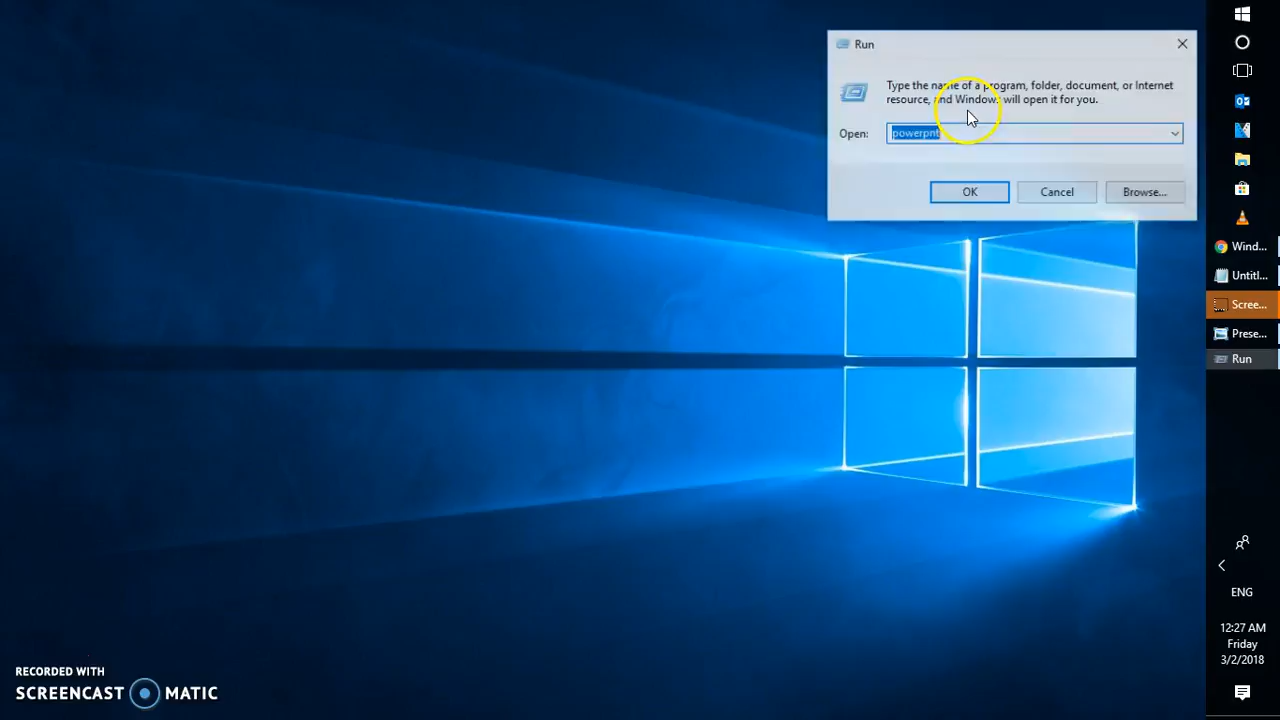 Run
Type the name of a program, folder, document, or Internet
resource, and Windows will open it for you.
Open:
powerpnt
OK
Cancel
Browse...
Wind...
Untitl...
Scree...
Prese...
Run
ENG
12:27 AM
Friday
3/2/2018
RECORDED WITH
SCREENCAST MATIC